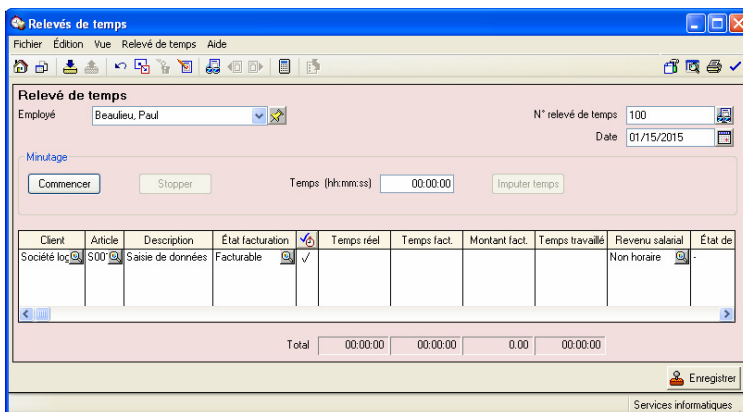 Relevés de temps
Fichier Édition Vue Relevé de temps Aide
Relevé de temps
Employé Beaulieu, Paul N° relevé de temps 100
Date 01/15/2015
Minutage
Commencer Stopper Temps (hh:mm:ss) 00:00:00 Imputer temps
Client Article Description État facturation Temps réel Temps fact. Montant fact. Temps travaillé Revenu salarial État de
Société log S001 Saisie de données Facturable ✓ Non horaire -
Total 00:00:00 00:00:00 0.00 00:00:00
Enregistrer
Services informatiques